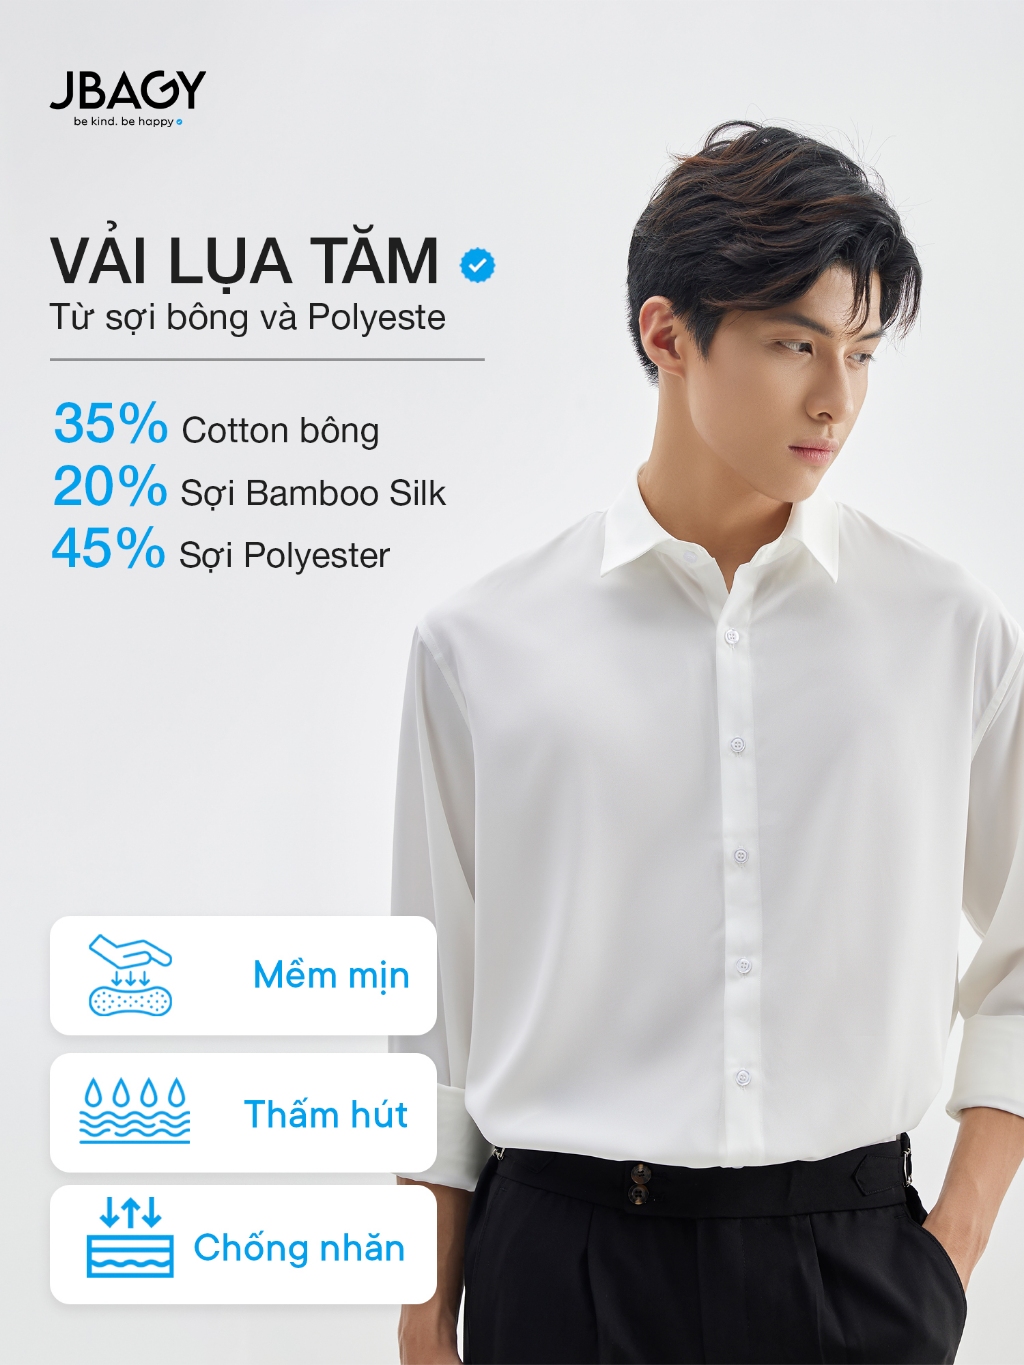 JBAGY
be kind. be happy
VẢI LỤA TĂM
Từ sợi bông và Polyeste
35% Cotton bông
20% Sợi Bamboo Silk
45% Sợi Polyester
Mềm mịn
Thấm hút
Chống nhăn